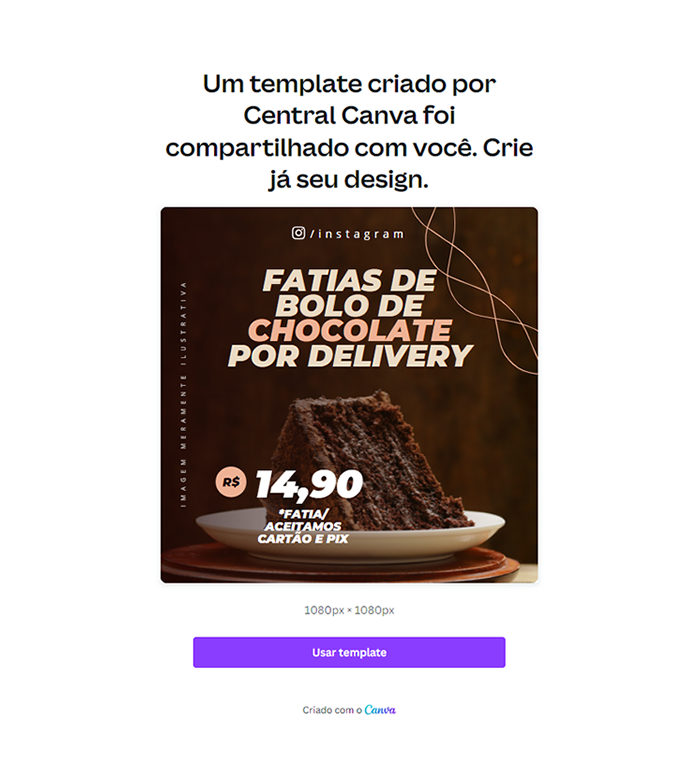 Um template criado por
Central Canva foi
compartilhado com você. Crie
já seu design.
/instagram
IMAGEM MERAMENTE ILUSTRATIVA
FATIAS DE
BOLO DE
CHOCOLATE
POR DELIVERY
R$ 14,90
*FATIA/
ACEITAMOS
CARTÃO E PIX
1080px × 1080px
Usar template
Criado com o Canva